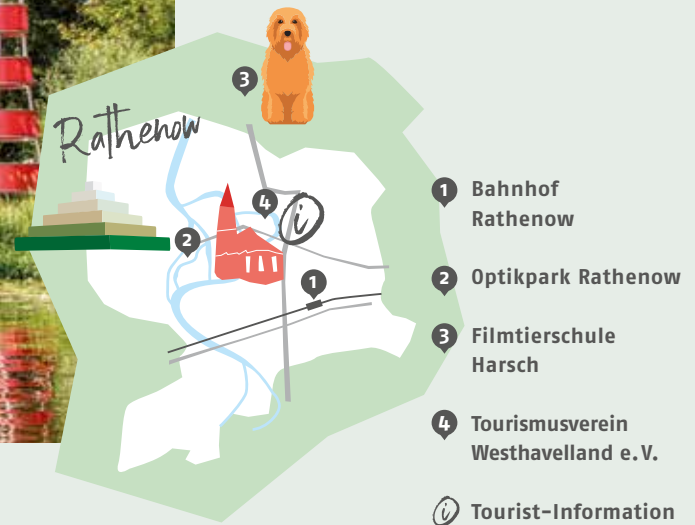 3
Rathenow
4
i
2
1
1 Bahnhof
Rathenow
2 Optikpark Rathenow
3 Filmtierschule
Harsch
4 Tourismusverein
Westhavelland e.V.
i Tourist-Information